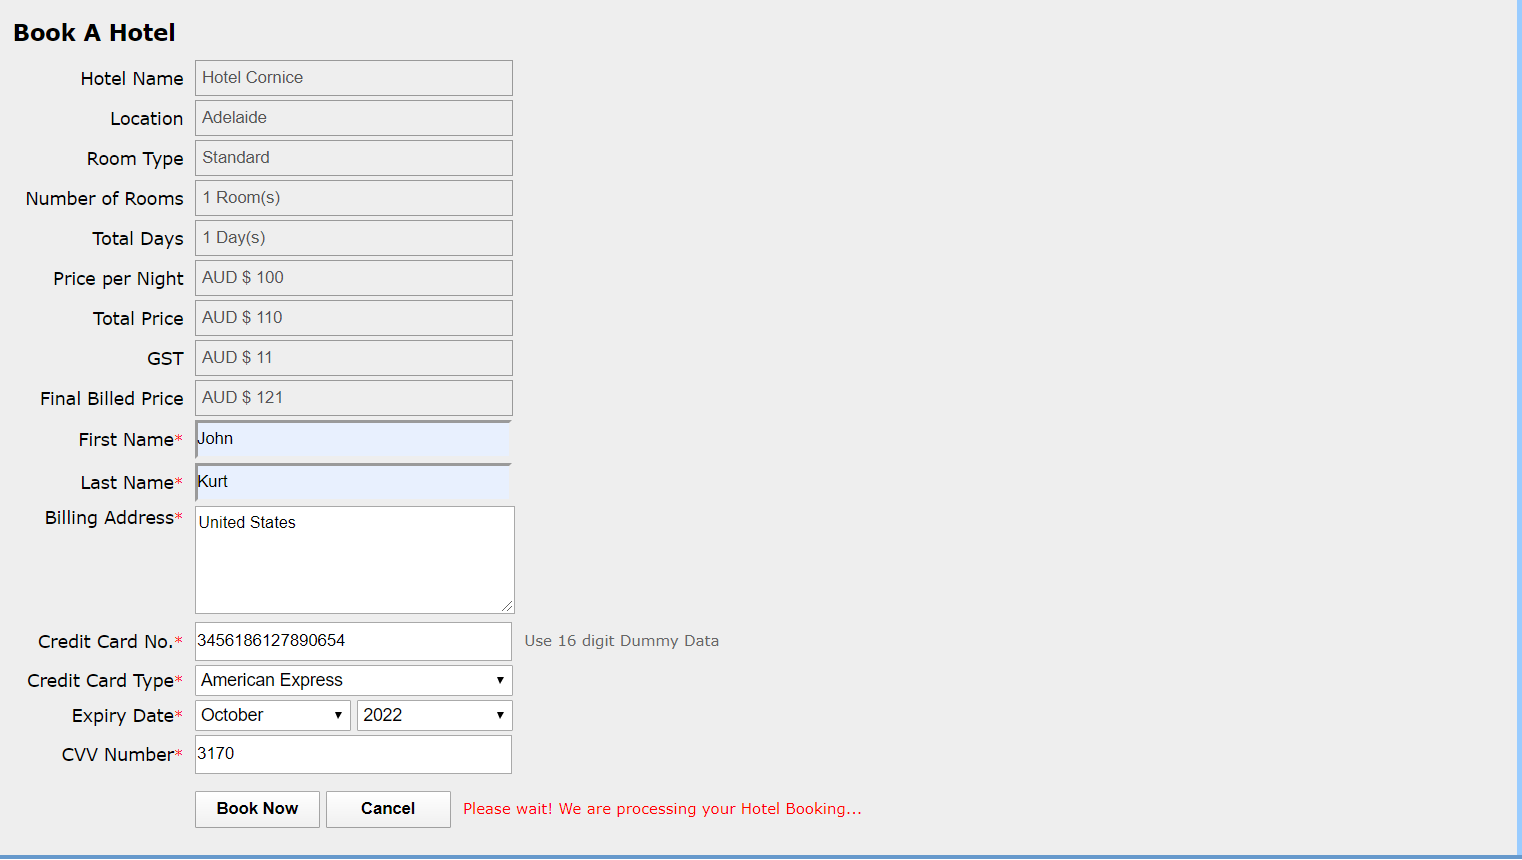 Book A Hotel
Hotel Name Hotel Cornice
Location Adelaide
Room Type Standard
Number of Rooms 1 Room(s)
Total Days 1 Day(s)
Price per Night AUD $ 100
Total Price AUD $ 110
GST AUD $ 11
Final Billed Price AUD $ 121
First Name* John
Last Name* Kurt
Billing Address* United States
Credit Card No.* 3456186127890654 Use 16 digit Dummy Data
Credit Card Type* American Express
Expiry Date* October 2022
CVV Number* 3170
Book Now Cancel Please wait! We are processing your Hotel Booking...